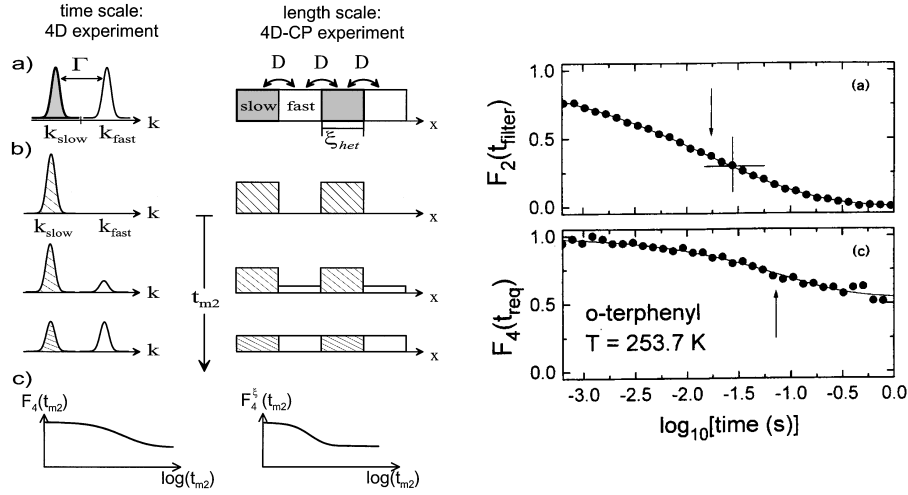 time scale:
4D experiment
length scale:
4D-CP experiment
a)
Γ
k_slow
k_fast
k
D D D
slow fast
ξ_het
x
b)
k_slow
k_fast
k
x
k
x
t_m2
k
x
c)
F_4(t_m2)
log(t_m2)
F_4^ξ(t_m2)
log(t_m2)
1.0
(a)
F_2(t_filter)
0.5
0.0
1.0
(c)
F_4(t_req)
0.5
o-terphenyl
T = 253.7 K
0.0
-3.0 -2.5 -2.0 -1.5 -1.0 -0.5 0.0
log_10[time (s)]